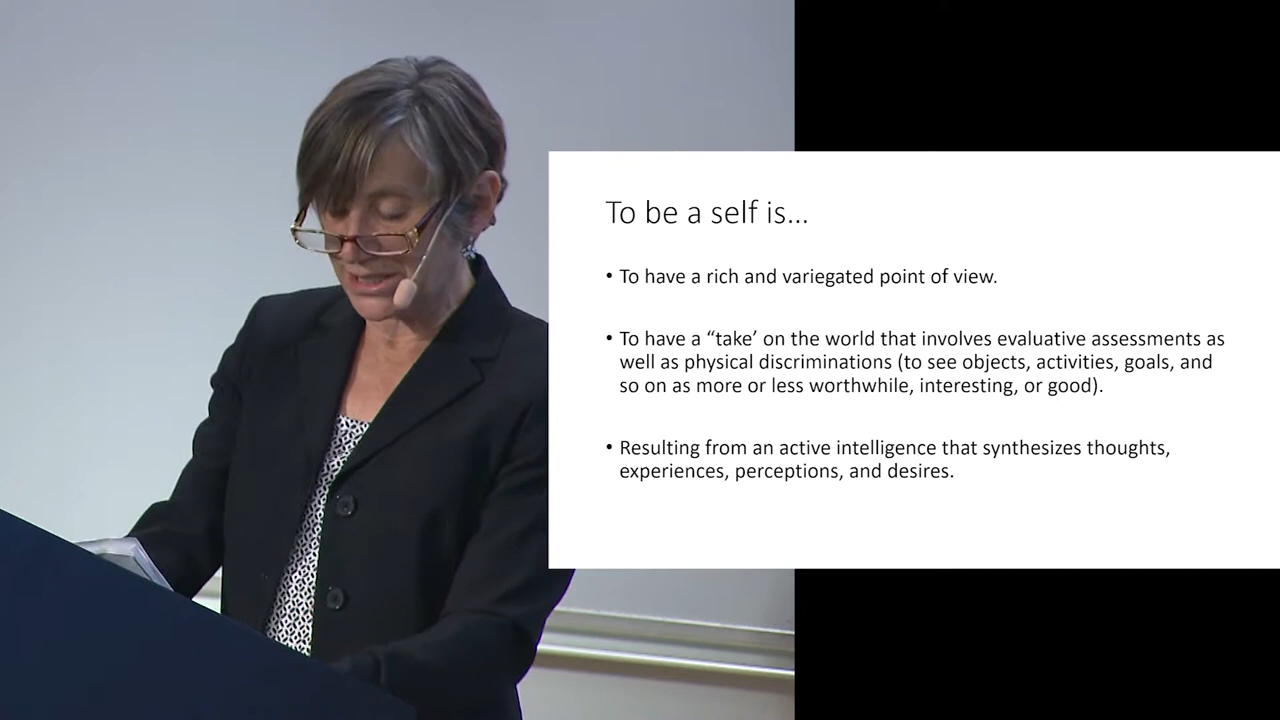 To be a self is...
• To have a rich and variegated point of view.
• To have a “take’ on the world that involves evaluative assessments as
well as physical discriminations (to see objects, activities, goals, and
so on as more or less worthwhile, interesting, or good).
• Resulting from an active intelligence that synthesizes thoughts,
experiences, perceptions, and desires.